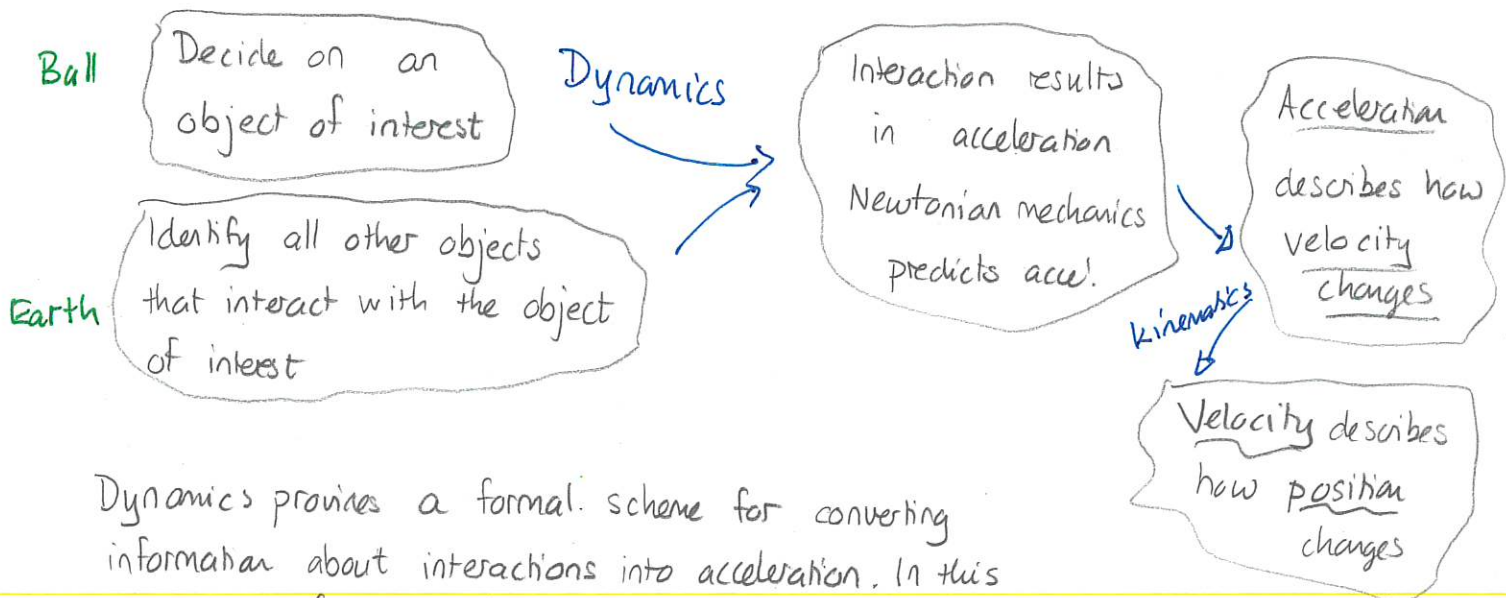 Ball
Decide on an
object of interest
Dynamics
Earth
Identify all other objects
that interact with the object
of interest
Interaction results
in acceleration
Newtonian mechanics
predicts accel.
Acceleration
describes how
velocity
changes
kinematics
Velocity describes
how position
changes
Dynamics provides a formal. scheme for converting
information about interactions into acceleration. In this